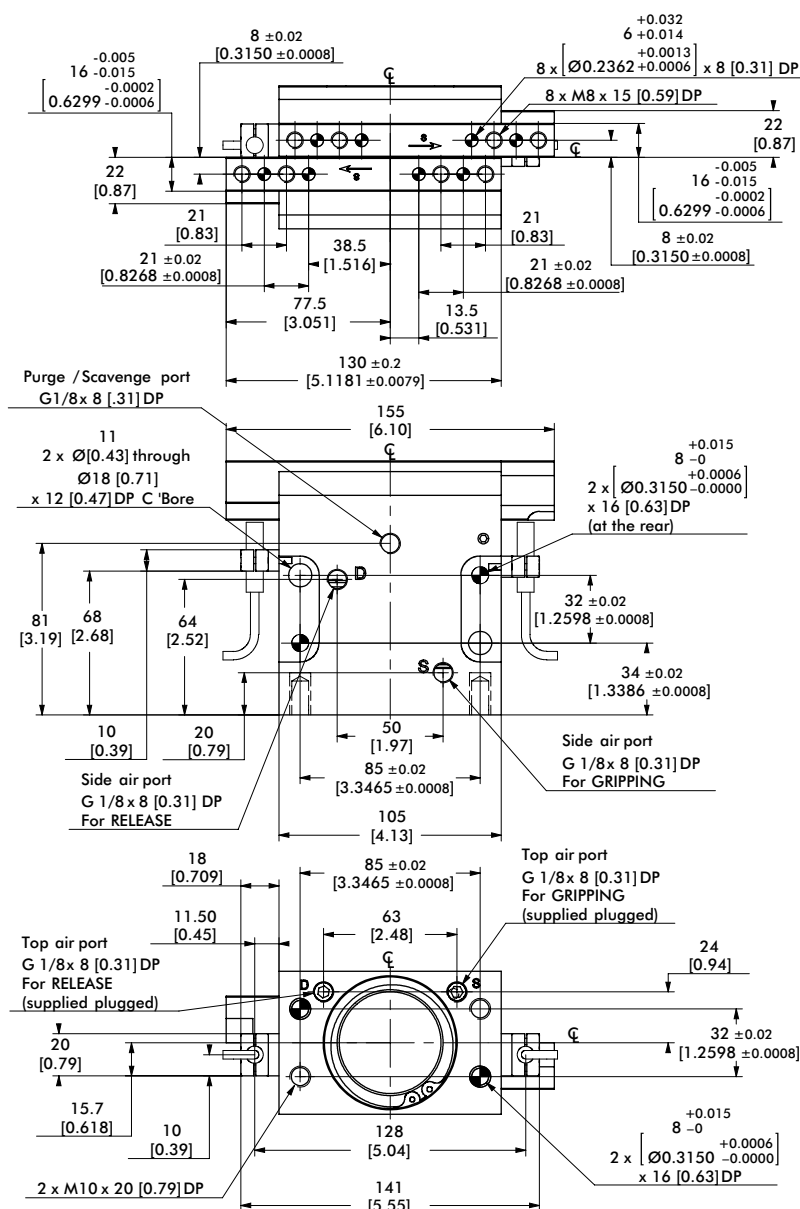 +0.032
6 +0.014
8 x [ Ø0.2362 +0.0013 +0.0006 ] x 8 [0.31] DP
8 x M8 x 15 [0.59] DP
8 ±0.02
[0.3150 ±0.0008]
-0.005
16 -0.015
[ 0.6299 -0.0002 -0.0006 ]
℄
s
℄
22
[0.87]
22
[0.87]
s
-0.005
16 -0.015
[ 0.6299 -0.0002 -0.0006 ]
21
[0.83]
38.5
[1.516]
21
[0.83]
8 ±0.02
[0.3150 ±0.0008]
21 ±0.02
[0.8268 ±0.0008]
21 ±0.02
[0.8268 ±0.0008]
77.5
[3.051]
13.5
[0.531]
130 ±0.2
[5.1181 ±0.0079]
Purge /Scavenge port
G1/8x 8 [.31] DP
155
[6.10]
℄
11
2 x Ø[0.43] through
Ø18 [0.71]
x 12 [0.47] DP C 'Bore
+0.015
8 -0
2 x [ Ø0.3150 +0.0006 -0.0000 ]
x 16 [0.63] DP
(at the rear)
D
S
81
[3.19]
68
[2.68]
64
[2.52]
32 ±0.02
[1.2598 ±0.0008]
34 ±0.02
[1.3386 ±0.0008]
10
[0.39]
20
[0.79]
50
[1.97]
85 ±0.02
[3.3465 ±0.0008]
Side air port
G 1/8 x 8 [0.31] DP
For RELEASE
Side air port
G 1/8 x 8 [0.31] DP
For GRIPPING
105
[4.13]
18
[0.709]
85 ±0.02
[3.3465 ±0.0008]
Top air port
G 1/8x 8 [0.31] DP
For GRIPPING
(supplied plugged)
11.50
[0.45]
63
[2.48]
℄
Top air port
G 1/8x 8 [0.31] DP
For RELEASE
(supplied plugged)
D
S
24
[0.94]
℄
20
[0.79]
32 ±0.02
[1.2598 ±0.0008]
15.7
[0.618]
10
[0.39]
128
[5.04]
+0.015
8 -0
2 x [ Ø0.3150 +0.0006 -0.0000 ]
x 16 [0.63] DP
2 x M10 x 20 [0.79] DP
141
[5.55]